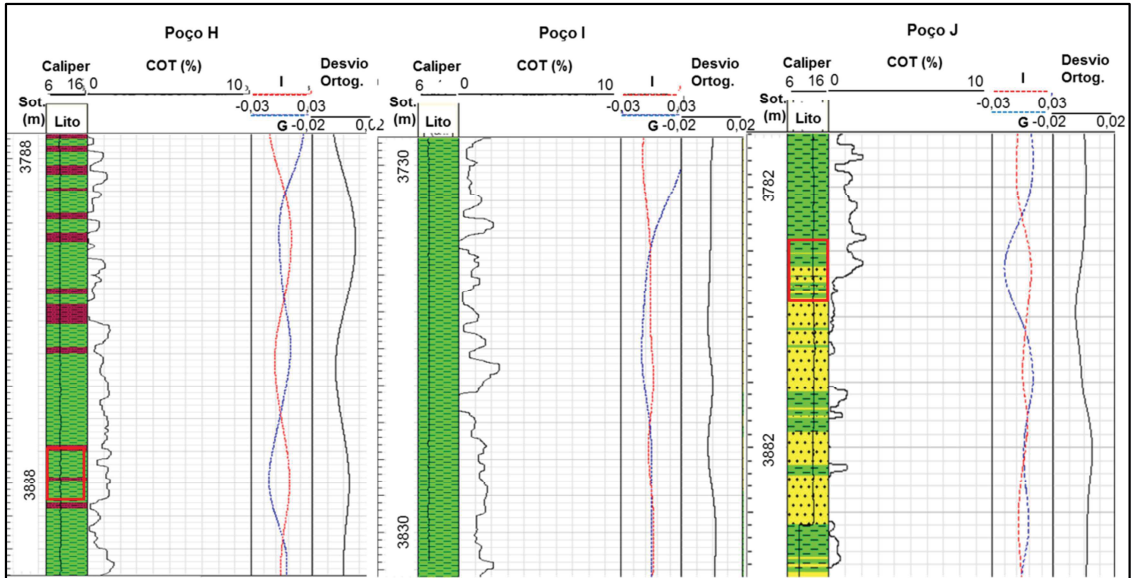 Poço H
Caliper COT (%) I Desvio Ortog.
6 16 0 10 -0.03 0.03
Sot. (m) Lito G -0,02 0,02
3788
3888
Poço I
Caliper COT (%) I Desvio Ortog.
6 0 10 -0,03 0,03
Sot. (m) Lito G -0,02 0,02
3730
3830
Poço J
Caliper COT (%) I Desvio Ortog.
6 16 0 10 -0,03 0,03
Sot. (m) Lito G -0,02 0,02
3782
3882